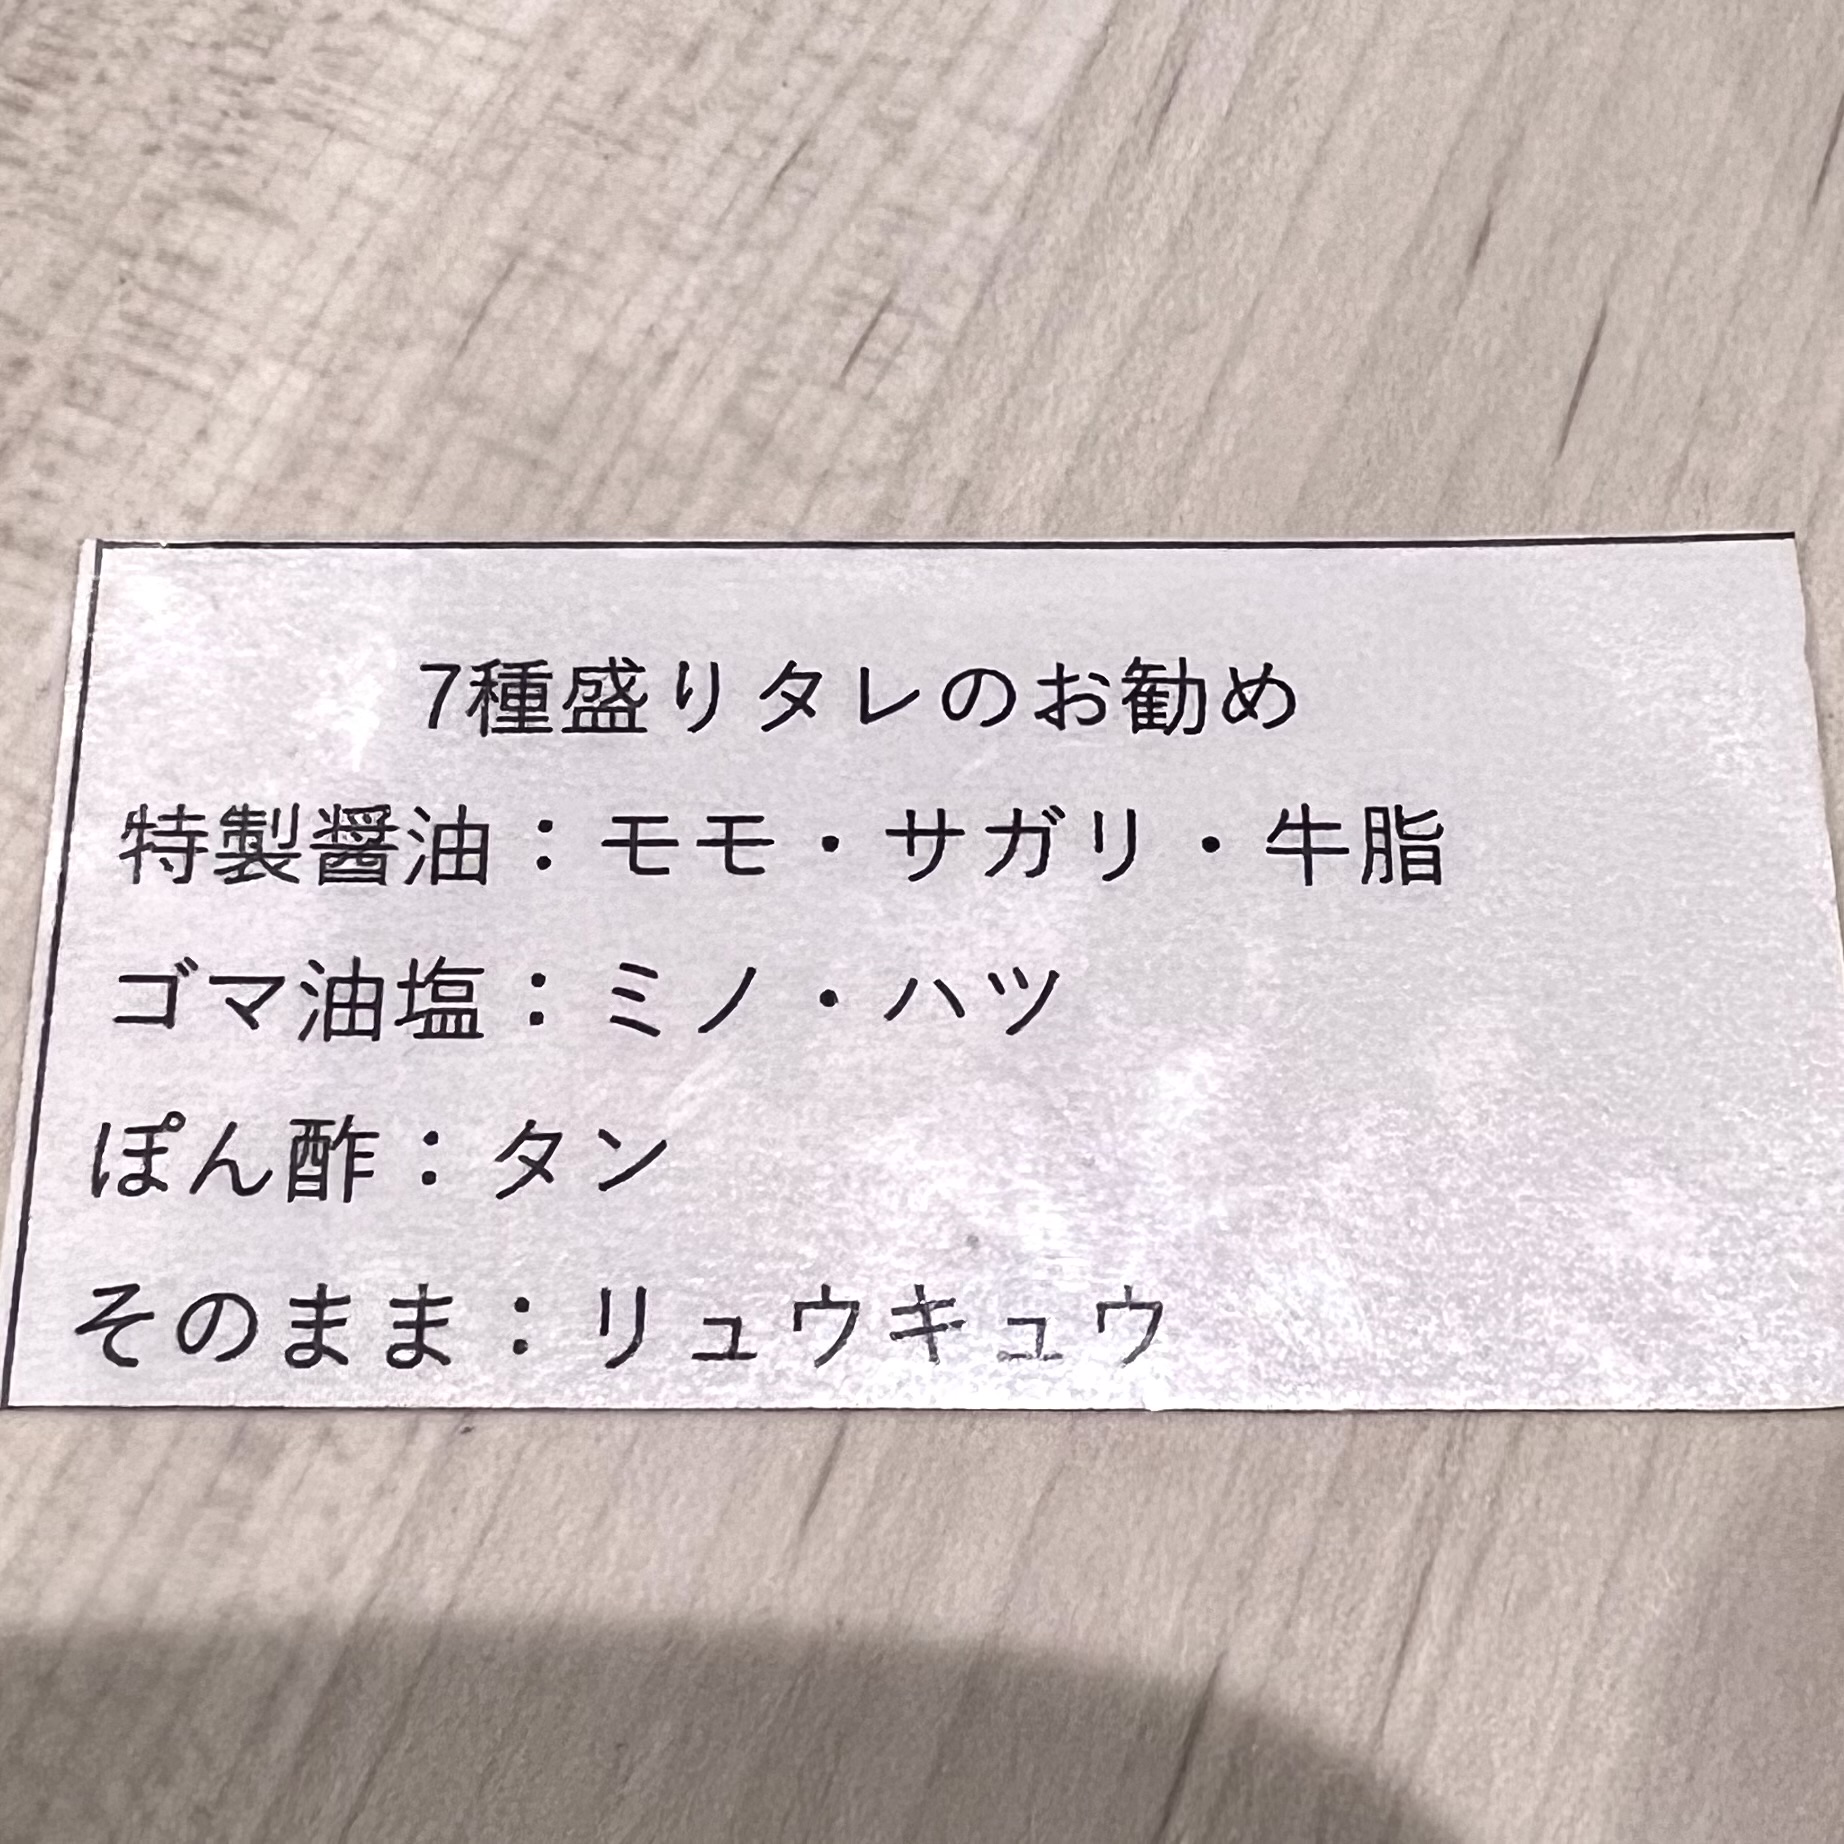 7種盛りタレのお勧め
特製醤油：モモ・サガリ・牛脂
ゴマ油塩：ミノ・ハツ
ぽん酢：タン
そのまま：リュウキュウ